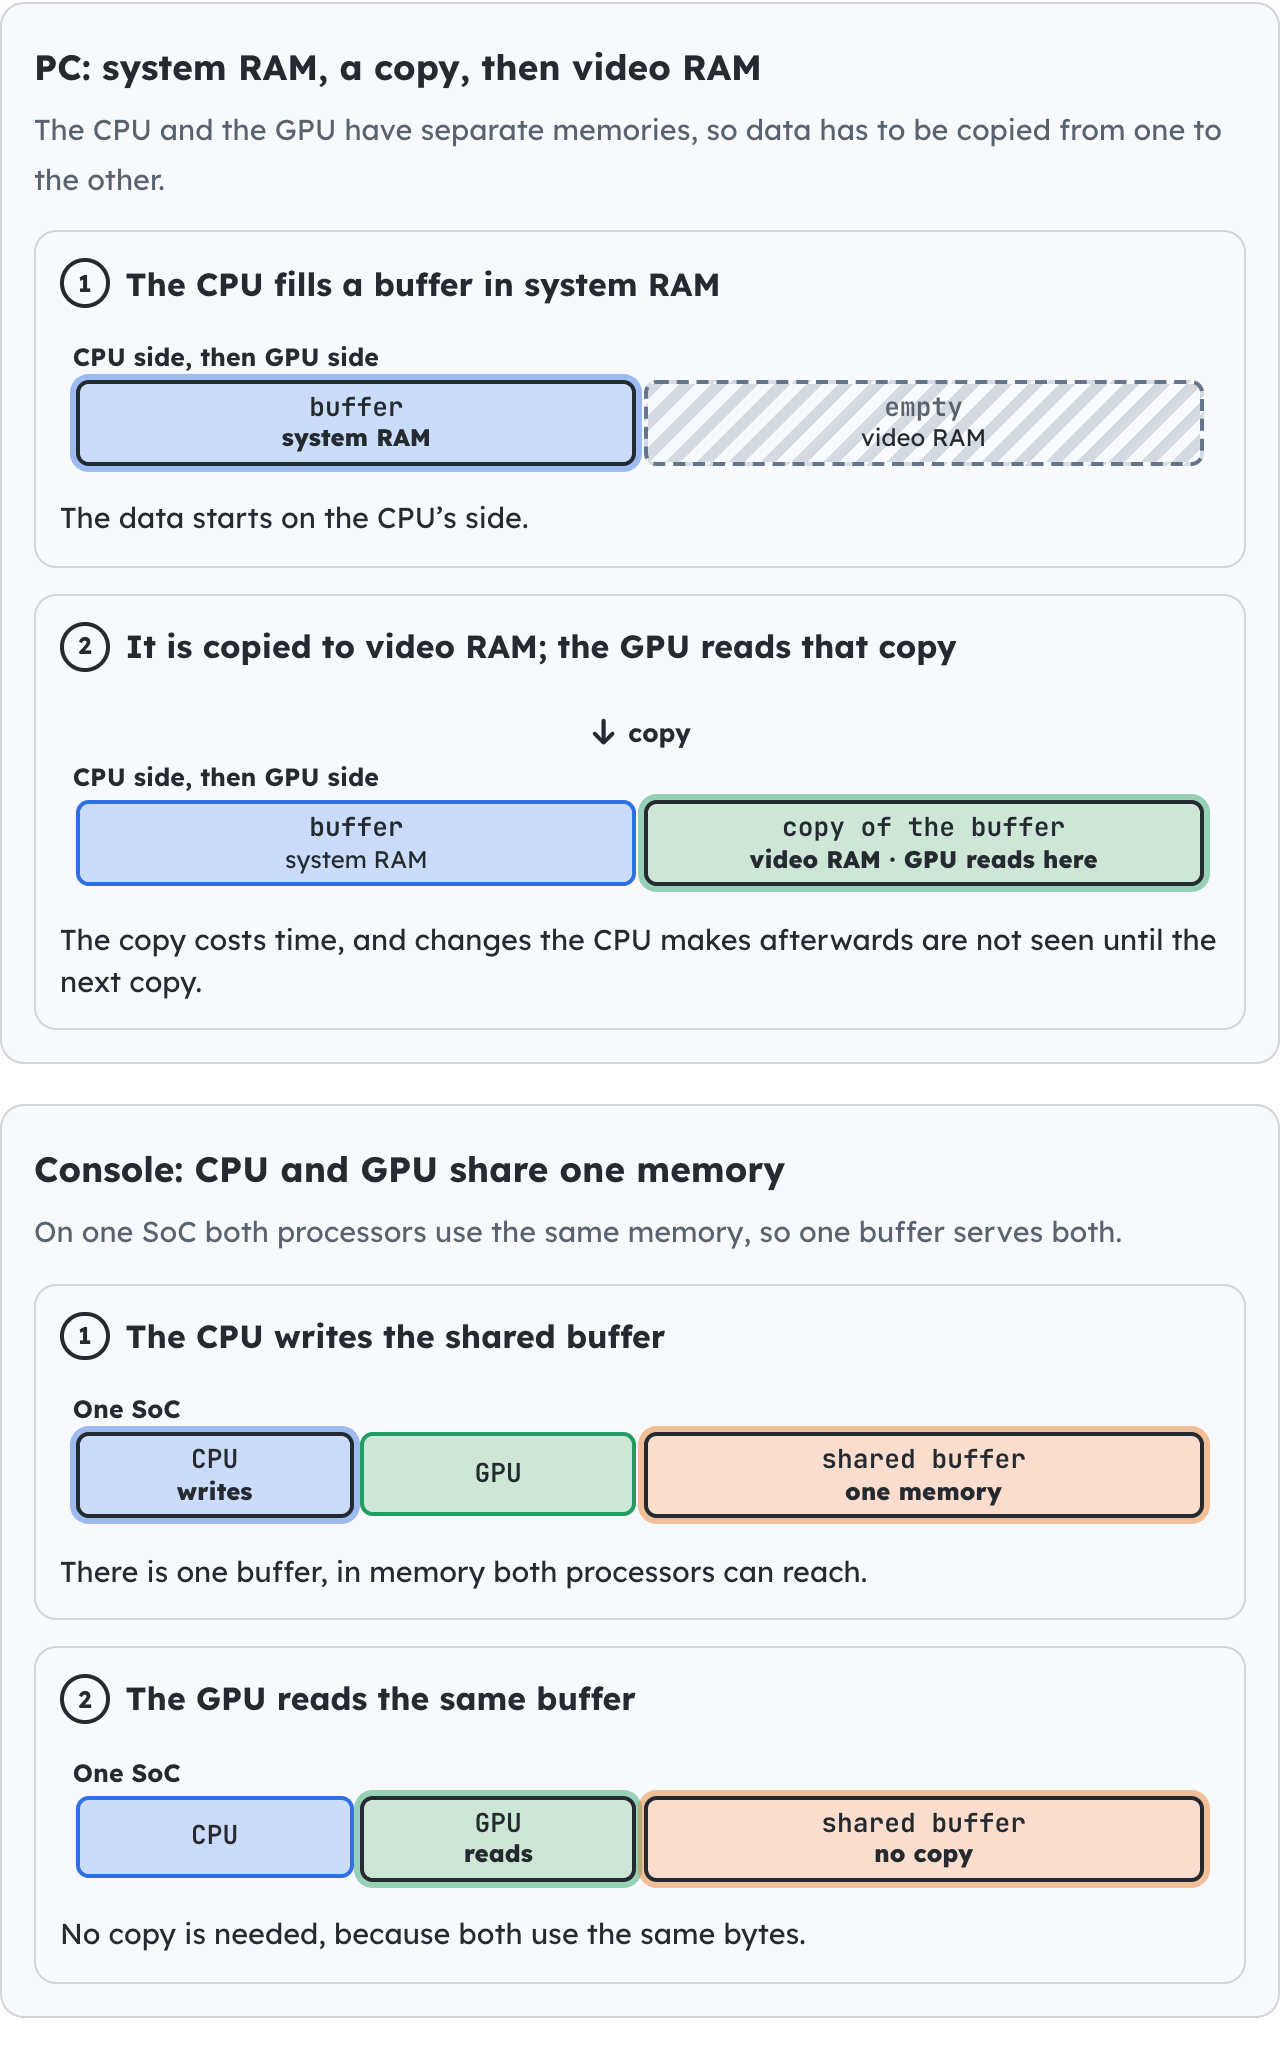 PC: system RAM, a copy, then video RAM
The CPU and the GPU have separate memories, so data has to be copied from one to
the other.
1 The CPU fills a buffer in system RAM
CPU side, then GPU side
buffer empty
system RAM video RAM
The data starts on the CPU’s side.
2 It is copied to video RAM; the GPU reads that copy
↓ copy
CPU side, then GPU side
buffer copy of the buffer
system RAM video RAM · GPU reads here
The copy costs time, and changes the CPU makes afterwards are not seen until the
next copy.
Console: CPU and GPU share one memory
On one SoC both processors use the same memory, so one buffer serves both.
1 The CPU writes the shared buffer
One SoC
CPU GPU shared buffer
writes one memory
There is one buffer, in memory both processors can reach.
2 The GPU reads the same buffer
One SoC
CPU GPU shared buffer
reads no copy
No copy is needed, because both use the same bytes.